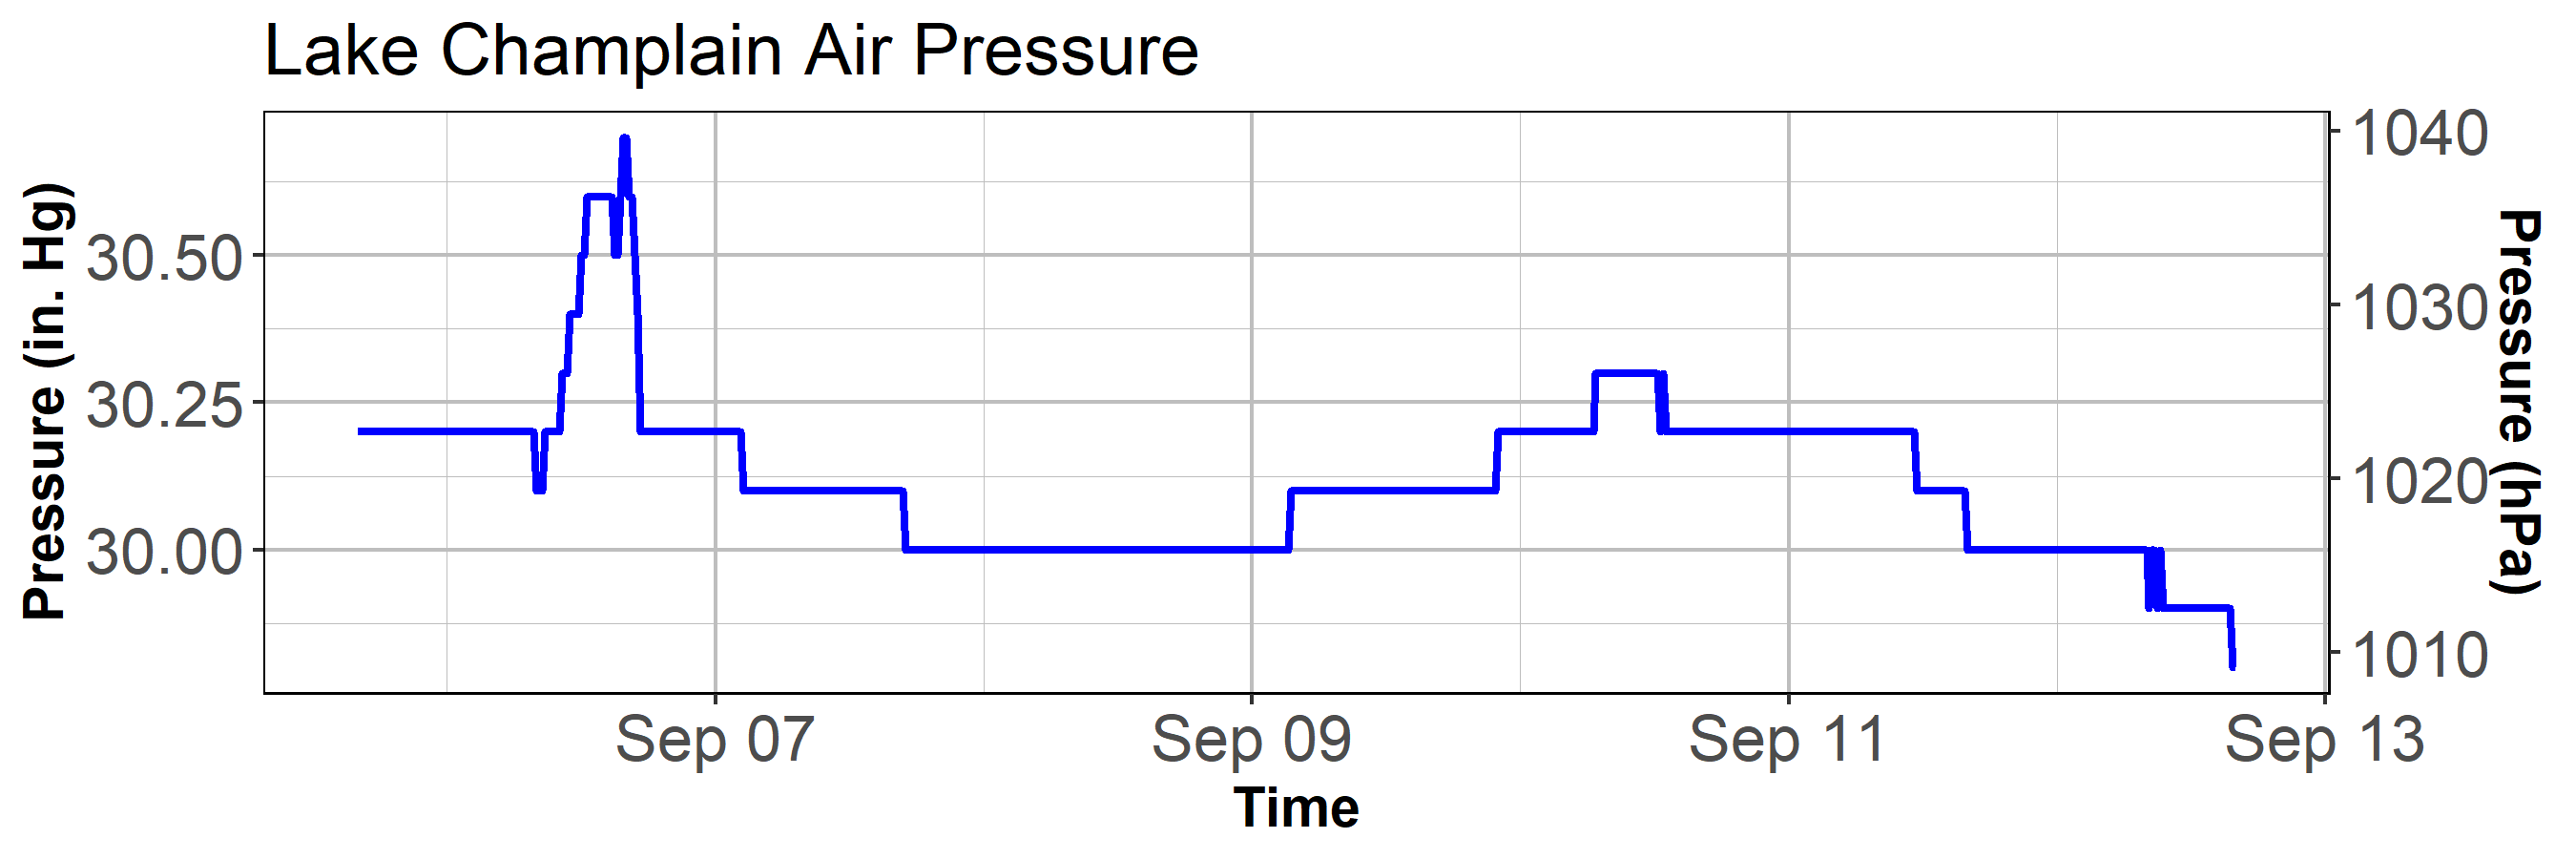 Lake Champlain Air Pressure
Pressure (in. Hg)
30.50
30.25
30.00
1040
1030
1020
1010
Pressure (hPa)
Sep 07
Sep 09
Sep 11
Sep 13
Time